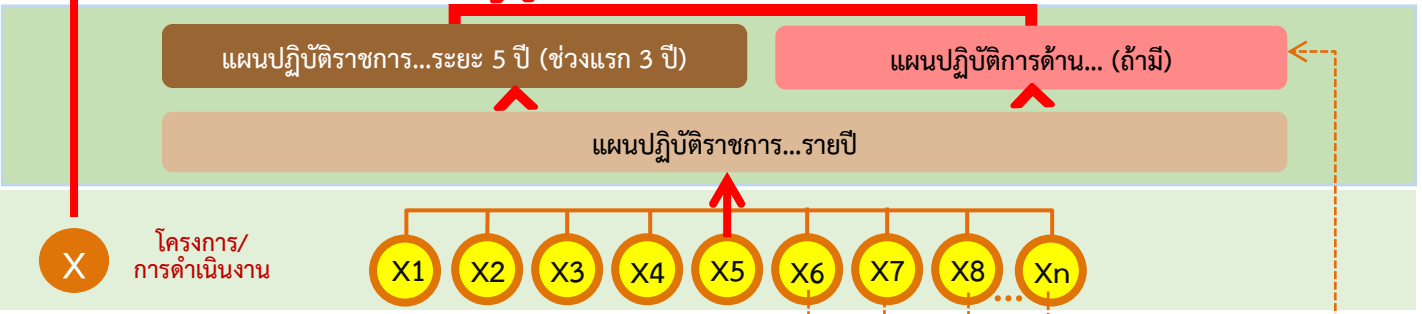 แผนปฏิบัติราชการ...ระยะ 5 ปี (ช่วงแรก 3 ปี)
แผนปฏิบัติการด้าน... (ถ้ามี)
แผนปฏิบัติราชการ...รายปี
X
โครงการ/
การดำเนินงาน
X1 X2 X3 X4 X5 X6 X7 X8 ... Xn